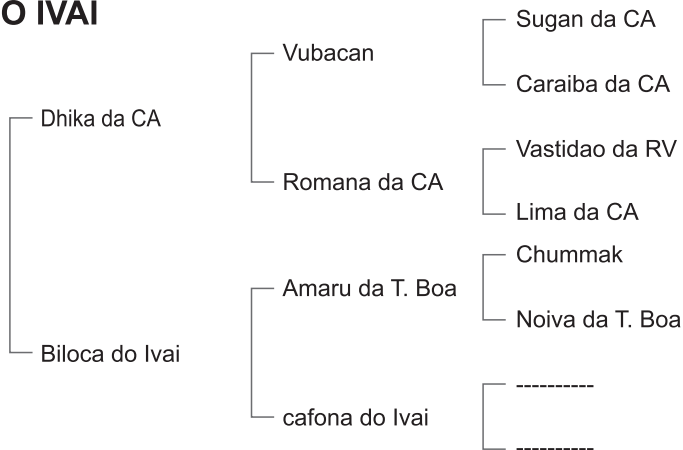 O IVAI
Sugan da CA
Vubacan
Caraiba da CA
Dhika da CA
Vastidao da RV
Romana da CA
Lima da CA
Chummak
Amaru da T. Boa
Noiva da T. Boa
Biloca do Ivai
----------
cafona do Ivai
----------